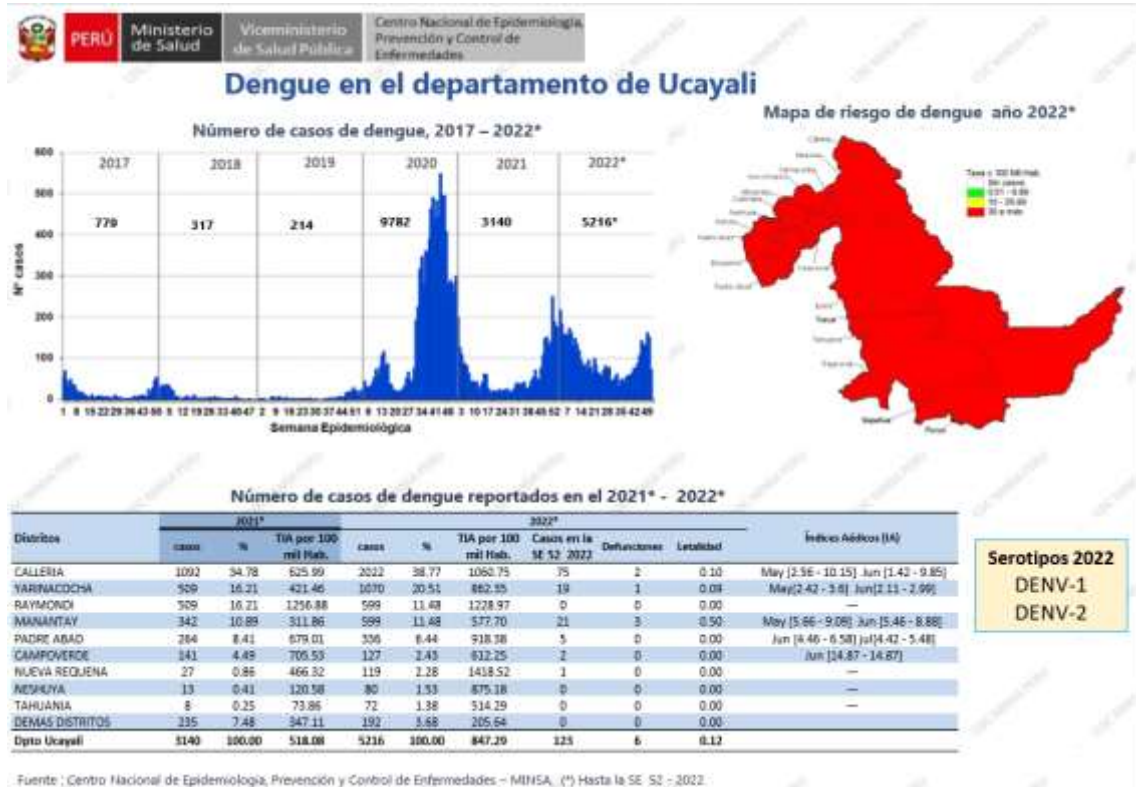 PERÚ
Ministerio
de Salud
Viceministerio
de Salud Pública
Centro Nacional de Epidemiología,
Prevención y Control de
Enfermedades
Dengue en el departamento de Ucayali
Número de casos de dengue, 2017 – 2022*
Mapa de riesgo de dengue año 2022*
600
500
400
300
200
100
0
N° casos
2017 2018 2019 2020 2021 2022*
779 317 214 9782 3140 5216*
Semana Epidemiológica
Tasa x 100 Mil Hab.
Sin casos
Número de casos de dengue reportados en el 2021* - 2022*
Distritos 2021* 2022* Índices Aédicos (IA)
casos % TIA por 100 mil Hab. casos % TIA por 100 mil Hab. Casos en la SE 52 2022 Defunciones Letalidad
CALLERIA 1092 34.78 625.99 2022 38.77 1060.75 75 2 0.10 May [2.56 - 10.15] Jun [1.42 - 9.85]
YARINACOCHA 509 16.21 421.46 1070 20.51 862.35 19 1 0.09 May[2.42 - 3.6] Jun[2.11 - 2.99]
RAYMONDI 509 16.21 1256.88 599 11.48 1228.97 0 0 0.00 —
MANANTAY 342 10.89 311.86 599 11.48 577.70 21 3 0.50 May [5.66 - 9.09] Jun [5.46 - 8.88]
PADRE ABAD 264 8.41 679.01 336 6.44 918.38 5 0 0.00 Jun [4.46 - 6.58] jul[4.42 - 5.48]
CAMPOVERDE 141 4.49 705.53 127 2.43 612.25 2 0 0.00 Jun [14.87 - 14.87]
NUEVA REQUENA 27 0.86 466.32 119 2.28 1418.52 1 0 0.00 —
NESHUYA 13 0.41 120.58 80 1.53 875.18 0 0 0.00 —
TAHUANIA 8 0.25 73.86 72 1.38 514.29 0 0 0.00 —
DEMAS DISTRITOS 235 7.48 347.11 192 3.68 205.64 0 0 0.00
Dpto Ucayali 3140 100.00 518.08 5216 100.00 847.29 123 6 0.12
Serotipos 2022
DENV-1
DENV-2
Fuente : Centro Nacional de Epidemiología, Prevención y Control de Enfermedades – MINSA. (*) Hasta la SE 52 - 2022